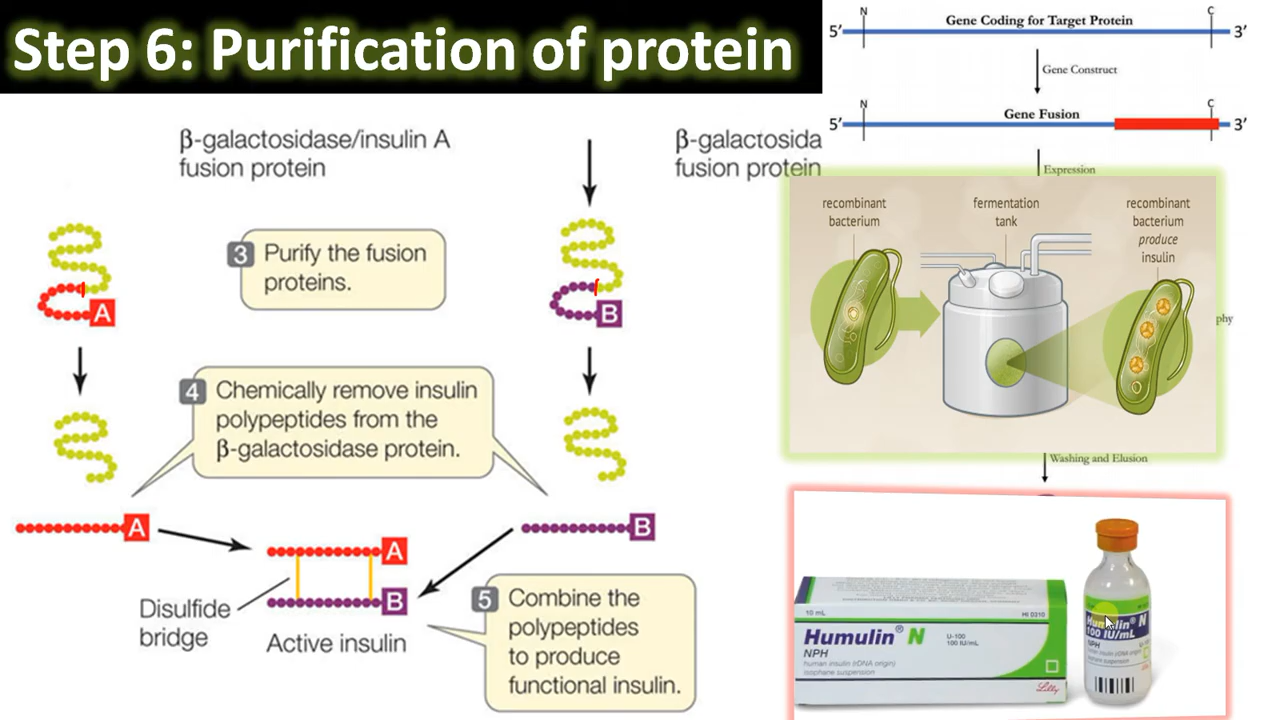 Step 6: Purification of protein
β-galactosidase/insulin A
fusion protein
β-galactosida
fusion protein
3 Purify the fusion
proteins.
A
B
4 Chemically remove insulin
polypeptides from the
β-galactosidase protein.
A
B
A
B
Disulfide
bridge
Active insulin
5 Combine the
polypeptides
to produce
functional insulin.
N
Gene Coding for Target Protein
C
5’
3’
Gene Construct
N
Gene Fusion
C
5’
3’
Expression
recombinant
bacterium
fermentation
tank
recombinant
bacterium
produce
insulin
phy
Washing and Elusion
10 mL
HI 0310
Humulin® N
U-100
100 IU/mL
NPH
human insulin (rDNA origin)
isophane suspension
Lilly
Humulin® N
100 IU/mL
NPH